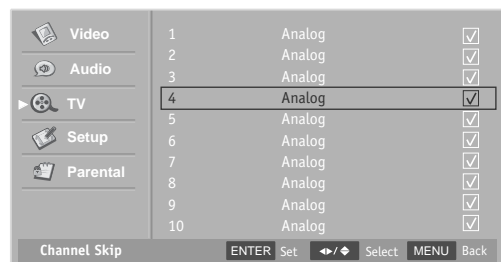 Video
Audio
TV
Setup
Parental
1 Analog
2 Analog
3 Analog
4 Analog
5 Analog
6 Analog
7 Analog
8 Analog
9 Analog
10 Analog
Channel Skip ENTER Set / Select MENU Back